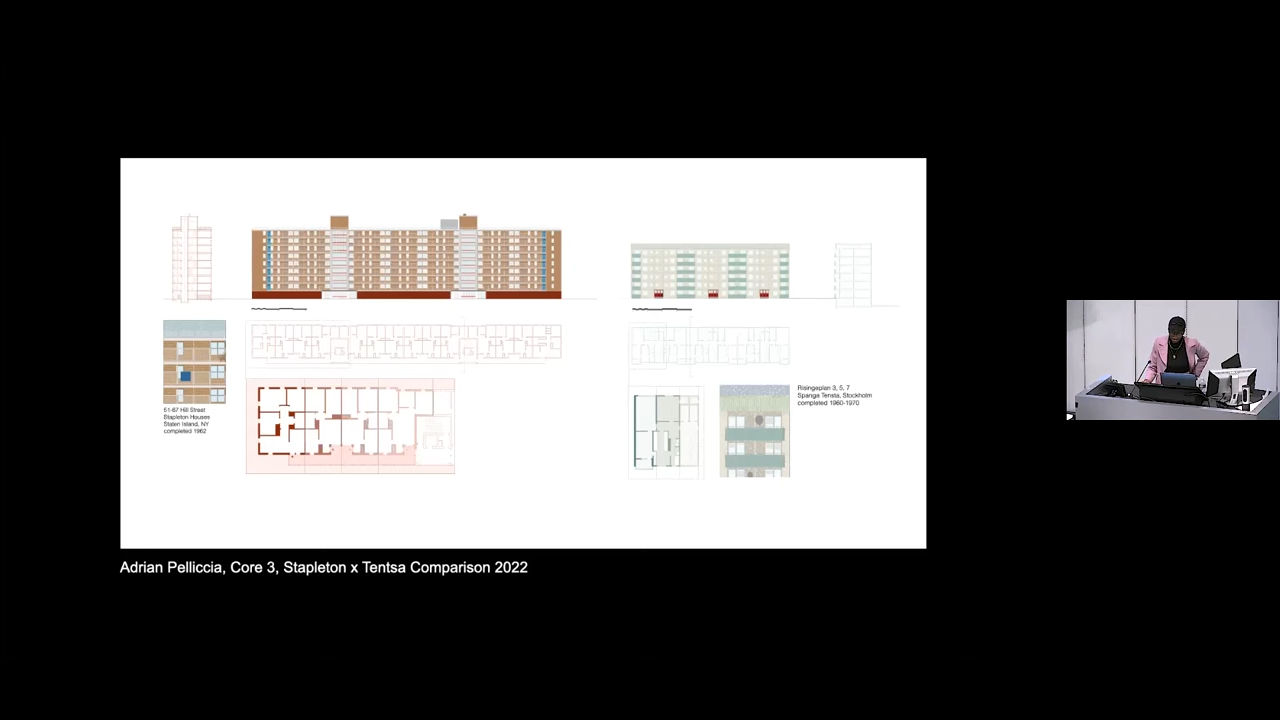 51-67 Hill Street
Stapleton Houses
Staten Island, NY
completed 1962
Risingeplan 3, 5, 7
Spanga Tensta, Stockholm
completed 1960-1970
Adrian Pelliccia, Core 3, Stapleton x Tentsa Comparison 2022